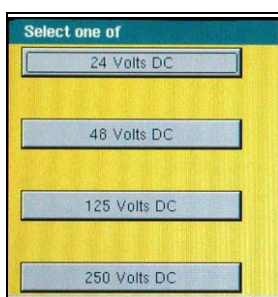 Select one of
24 Volts DC
48 Volts DC
125 Volts DC
250 Volts DC